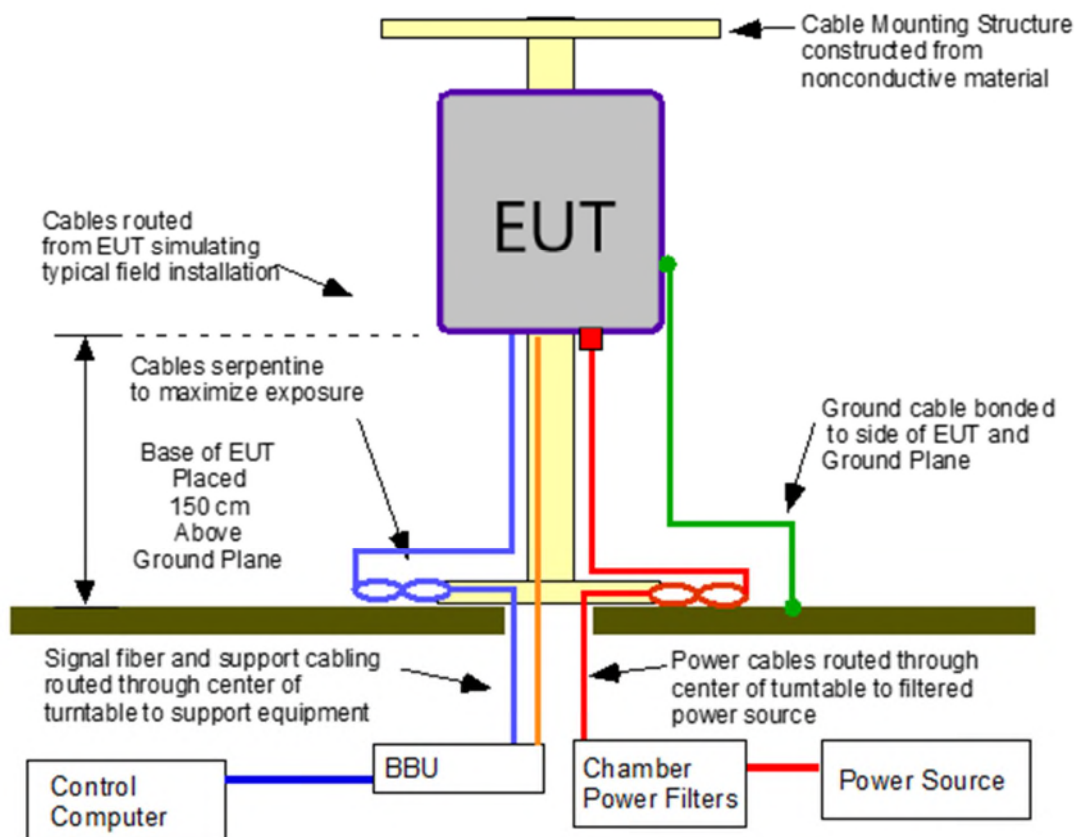 Cable Mounting Structure
constructed from
nonconductive material
EUT
Cables routed
from EUT simulating
typical field installation
Cables serpentine
to maximize exposure
Base of EUT
Placed
150 cm
Above
Ground Plane
Ground cable bonded
to side of EUT and
Ground Plane
Signal fiber and support cabling
routed through center of
turntable to support equipment
Power cables routed through
center of turntable to filtered
power source
Control
Computer
BBU
Chamber
Power Filters
Power Source